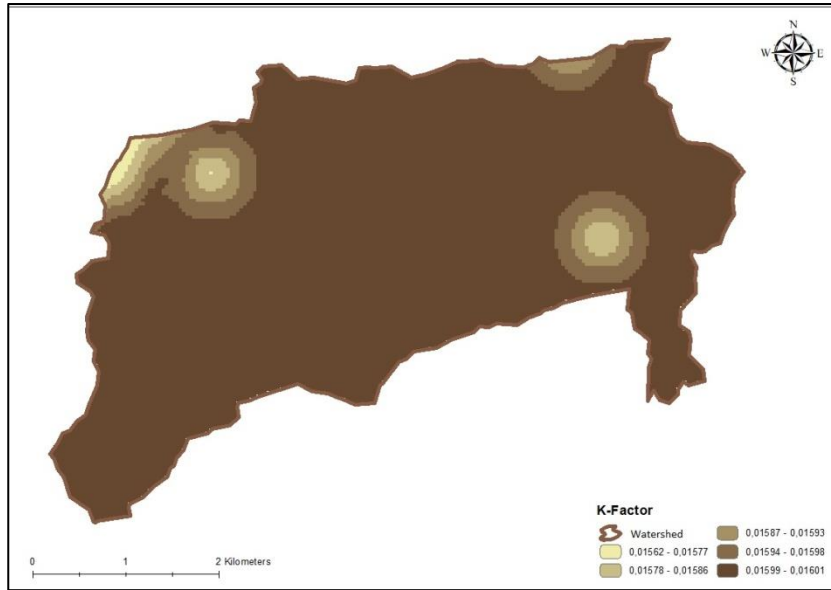 N
W E
S
K-Factor
Watershed
0,01562 - 0,01577
0,01578 - 0,01586
0,01587 - 0,01593
0,01594 - 0,01598
0,01599 - 0,01601
0 1 2 Kilometers